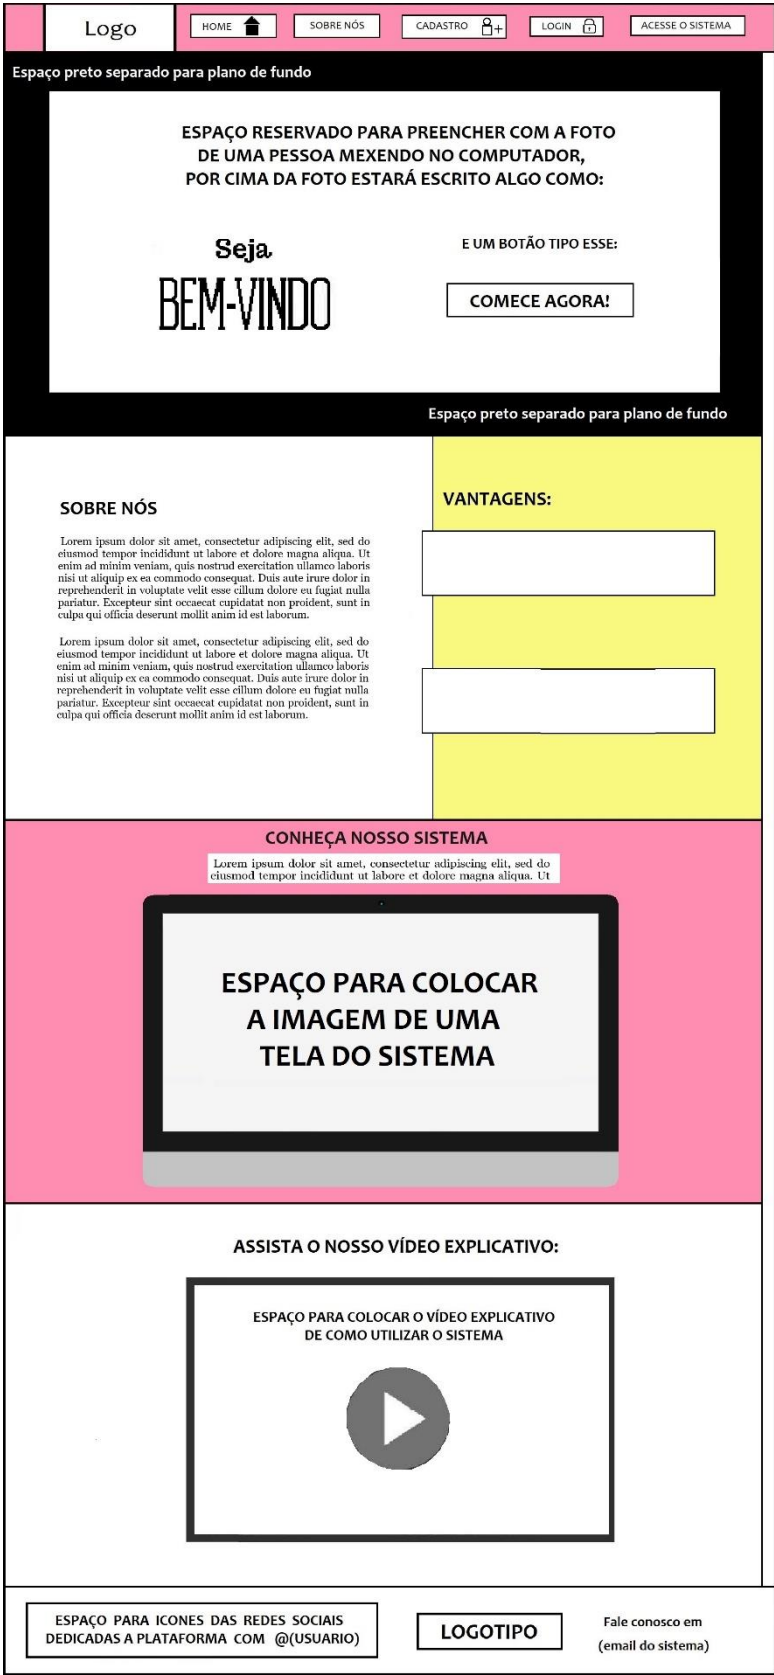 Logo
HOME
SOBRE NÓS
CADASTRO
LOGIN
ACESSE O SISTEMA
Espaço preto separado para plano de fundo
ESPAÇO RESERVADO PARA PREENCHER COM A FOTO
DE UMA PESSOA MEXENDO NO COMPUTADOR,
POR CIMA DA FOTO ESTARÁ ESCRITO ALGO COMO:
Seja
BEM-VINDO
E UM BOTÃO TIPO ESSE:
COMECE AGORA!
Espaço preto separado para plano de fundo
SOBRE NÓS
Lorem ipsum dolor sit amet, consectetur adipiscing elit, sed do
eiusmod tempor incididunt ut labore et dolore magna aliqua. Ut
enim ad minim veniam, quis nostrud exercitation ullamco laboris
nisi ut aliquip ex ea commodo consequat. Duis aute irure dolor in
reprehenderit in voluptate velit esse cillum dolore eu fugiat nulla
pariatur. Excepteur sint occaecat cupidatat non proident, sunt in
culpa qui officia deserunt mollit anim id est laborum.
Lorem ipsum dolor sit amet, consectetur adipiscing elit, sed do
eiusmod tempor incididunt ut labore et dolore magna aliqua. Ut
enim ad minim veniam, quis nostrud exercitation ullamco laboris
nisi ut aliquip ex ea commodo consequat. Duis aute irure dolor in
reprehenderit in voluptate velit esse cillum dolore eu fugiat nulla
pariatur. Excepteur sint occaecat cupidatat non proident, sunt in
culpa qui officia deserunt mollit anim id est laborum.
VANTAGENS:
CONHEÇA NOSSO SISTEMA
Lorem ipsum dolor sit amet, consectetur adipiscing elit, sed do
eiusmod tempor incididunt ut labore et dolore magna aliqua. Ut
ESPAÇO PARA COLOCAR
A IMAGEM DE UMA
TELA DO SISTEMA
ASSISTA O NOSSO VÍDEO EXPLICATIVO:
ESPAÇO PARA COLOCAR O VÍDEO EXPLICATIVO
DE COMO UTILIZAR O SISTEMA
ESPAÇO PARA ICONES DAS REDES SOCIAIS
DEDICADAS A PLATAFORMA COM @(USUARIO)
LOGOTIPO
Fale conosco em
(email do sistema)